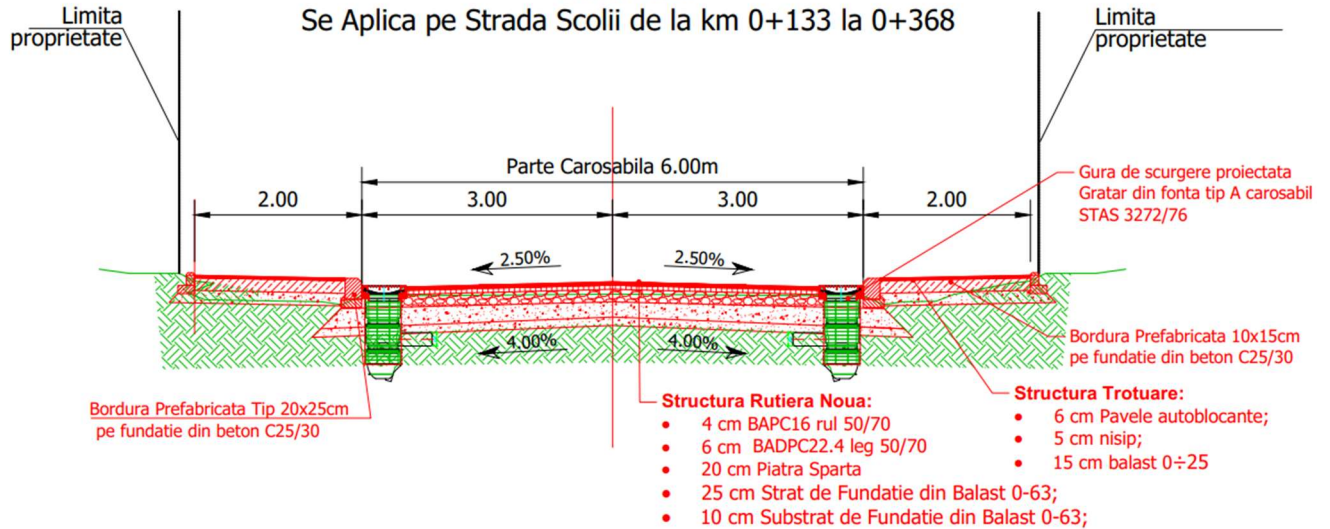 Se Aplica pe Strada Scolii de la km 0+133 la 0+368
Limita
proprietate
Limita
proprietate
Parte Carosabila 6.00m
2.00
3.00
3.00
2.00
Gura de scurgere proiectata
Gratar din fonta tip A carosabil
STAS 3272/76
2.50%
2.50%
4.00%
4.00%
Bordura Prefabricata 10x15cm
pe fundatie din beton C25/30
Bordura Prefabricata Tip 20x25cm
pe fundatie din beton C25/30
Structura Rutiera Noua:
• 4 cm BAPC16 rul 50/70
• 6 cm BADPC22.4 leg 50/70
• 20 cm Piatra Sparta
• 25 cm Strat de Fundatie din Balast 0-63;
• 10 cm Substrat de Fundatie din Balast 0-63;
Structura Trotuare:
• 6 cm Pavele autoblocante;
• 5 cm nisip;
• 15 cm balast 0÷25